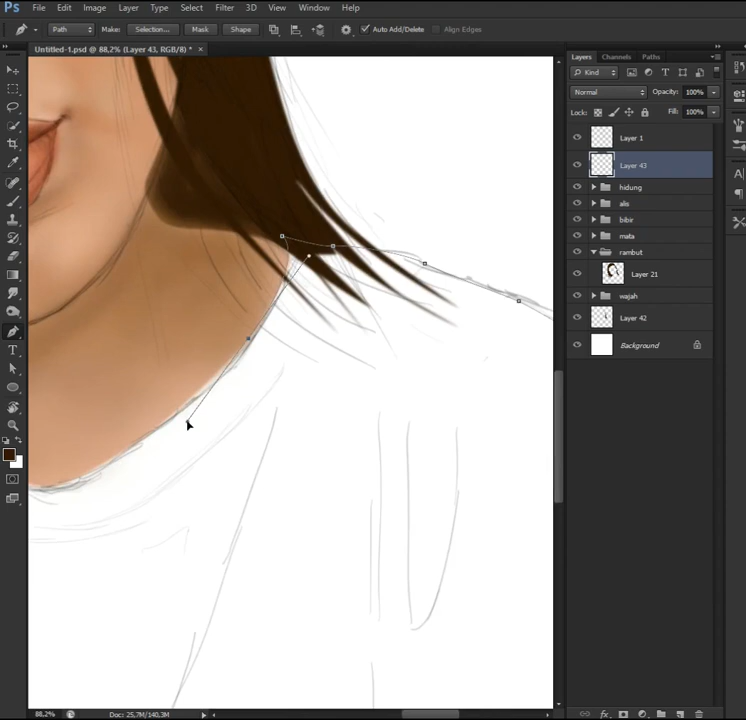 Ps File Edit Image Layer Type Select Filter 3D View Window Help
Path Make: Selection... Mask Shape Auto Add/Delete Align Edges
Untitled-1.psd @ 88,2% (Layer 43, RGB/8) * ×
Layers Channels Paths
Kind
Normal Opacity: 100%
Lock: Fill: 100%
Layer 1
Layer 43
hidung
alis
bibir
mata
rambut
Layer 21
wajah
Layer 42
Background
88,2% Doc: 25,7M/140,3M